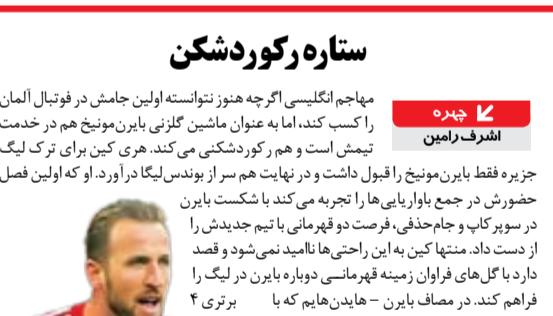 ستاره رکوردشکن
چهره
اشرف رامین
مهاجم انگلیسی اگرچه هنوز نتوانسته اولین جامش در فوتبال آلمان
را کسب کند، اما به عنوان ماشین گلزنی بایرن‌مونیخ هم در خدمت
تیمش است و هم رکوردشکنی می‌کند. هری کین برای ترک لیگ
جزیره فقط بایرن‌مونیخ را قبول داشت و در نهایت هم سر از بوندس‌لیگا درآورد. او که اولین فصل
حضورش در جمع باواریایی‌ها را تجربه می‌کند با شکست بایرن
در سوپر کاپ و جام‌حذفی، فرصت دو قهرمانی با تیم جدیدش را
از دست داد. منتها کین به این راحتی‌ها ناامید نمی‌شود و قصد
دارد با گل‌های فراوان زمینه قهرمانی دوباره بایرن در لیگ را
فراهم کند. در مصاف بایرن - هایدن‌هایم که با برتری ۴